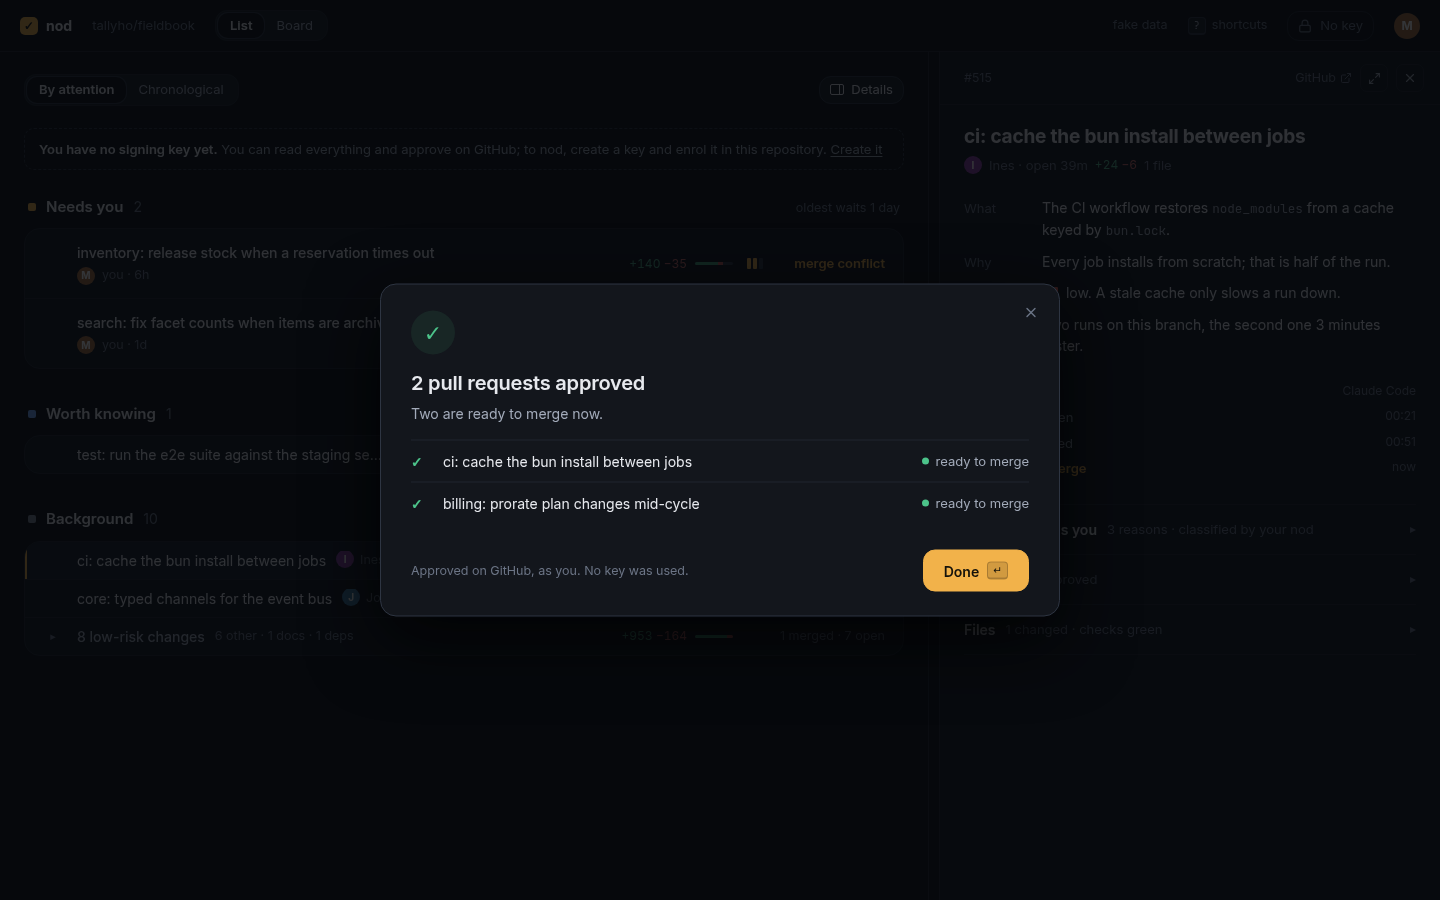 nod
tallyho/fieldbook
List
Board
fake data
? shortcuts
No key
M
By attention
Chronological
Details
You have no signing key yet. You can read everything and approve on GitHub; to nod, create a key and enrol it in this repository. Create it
Needs you 2
oldest waits 1 day
inventory: release stock when a reservation times out
M you · 6h
+140 −35
merge conflict
search: fix facet counts when items are archiv
M you · 1d
Worth knowing 1
test: run the e2e suite against the staging se...
Background 10
ci: cache the bun install between jobs I Ines
core: typed channels for the event bus J
8 low-risk changes 6 other · 1 docs · 1 deps
+953 −164
1 merged · 7 open
#515
GitHub
ci: cache the bun install between jobs
I Ines · open 39m +24 −6 1 file
What
The CI workflow restores node_modules from a cache
keyed by bun.lock.
Why
Every job installs from scratch; that is half of the run.
low. A stale cache only slows a run down.
runs on this branch, the second one 3 minutes
Claude Code
00:21
00:51
now
s you 3 reasons · classified by your nod
Files 1 changed · checks green
✓
2 pull requests approved
Two are ready to merge now.
✓ ci: cache the bun install between jobs
ready to merge
✓ billing: prorate plan changes mid-cycle
ready to merge
Approved on GitHub, as you. No key was used.
Done ↵